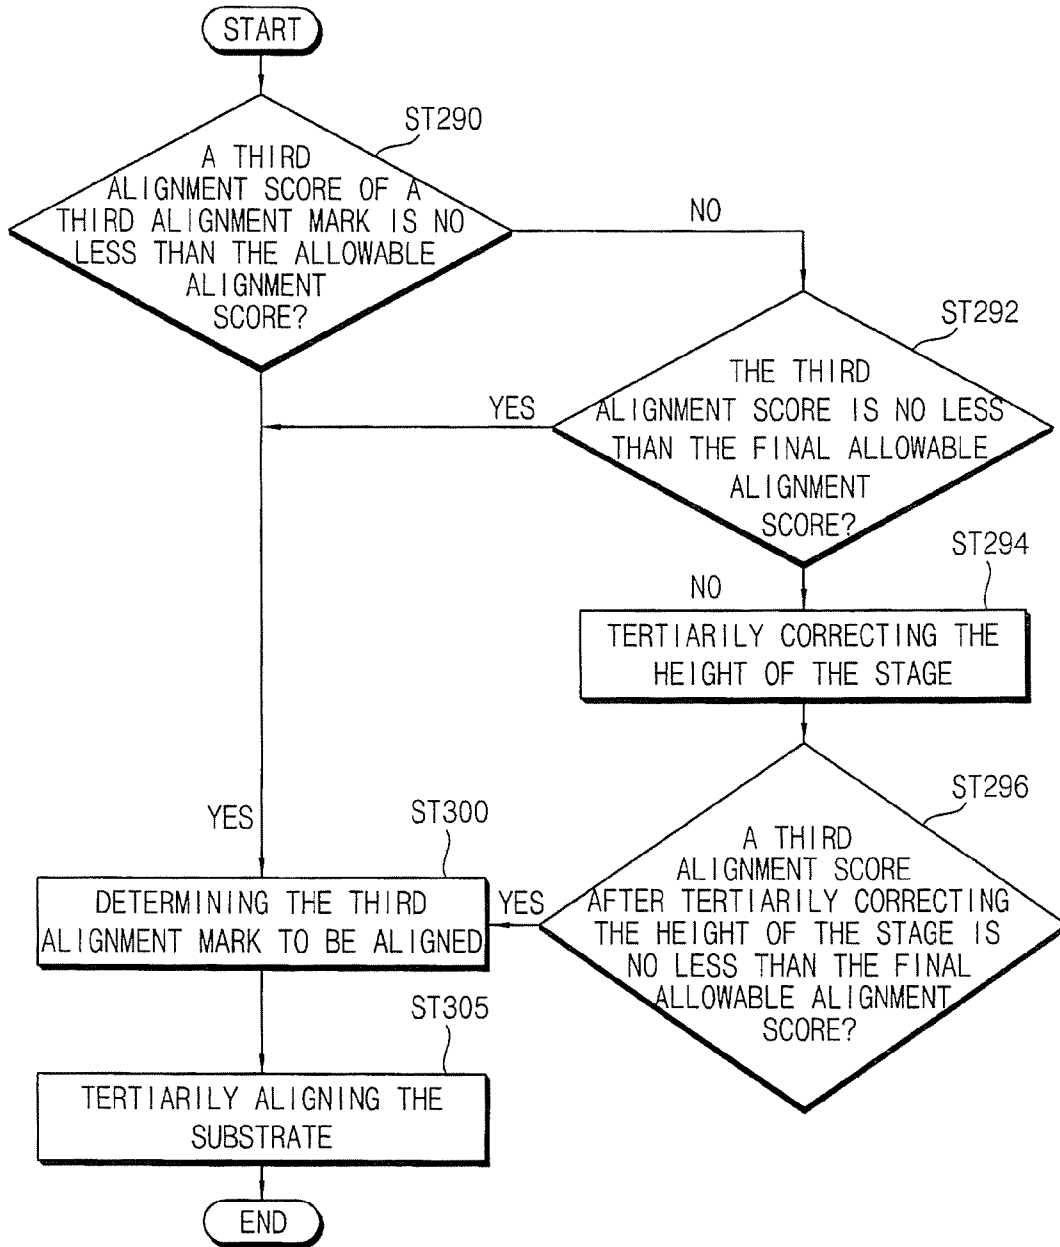 START
ST290
A THIRD
ALIGNMENT SCORE OF A
THIRD ALIGNMENT MARK IS NO
LESS THAN THE ALLOWABLE
ALIGNMENT
SCORE?
NO
ST292
THE THIRD
ALIGNMENT SCORE IS NO LESS
THAN THE FINAL ALLOWABLE
ALIGNMENT
SCORE?
YES
NO
ST294
TERTIARILY CORRECTING THE
HEIGHT OF THE STAGE
ST296
A THIRD
ALIGNMENT SCORE
AFTER TERTIARILY CORRECTING
THE HEIGHT OF THE STAGE IS
NO LESS THAN THE FINAL
ALLOWABLE ALIGNMENT
SCORE?
YES
YES
ST300
DETERMINING THE THIRD
ALIGNMENT MARK TO BE ALIGNED
ST305
TERTIARILY ALIGNING THE
SUBSTRATE
END